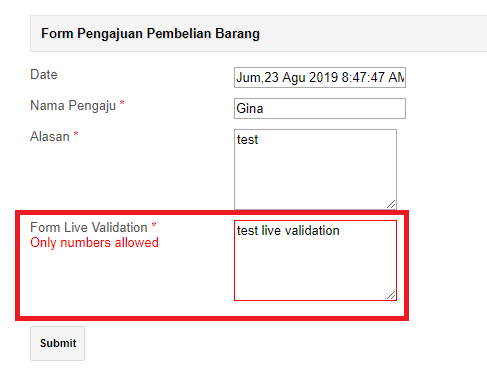 Form Pengajuan Pembelian Barang
Date
Jum,23 Agu 2019 8:47:47 AM
Nama Pengaju *
Gina
Alasan *
test
Form Live Validation *
Only numbers allowed
test live validation
Submit